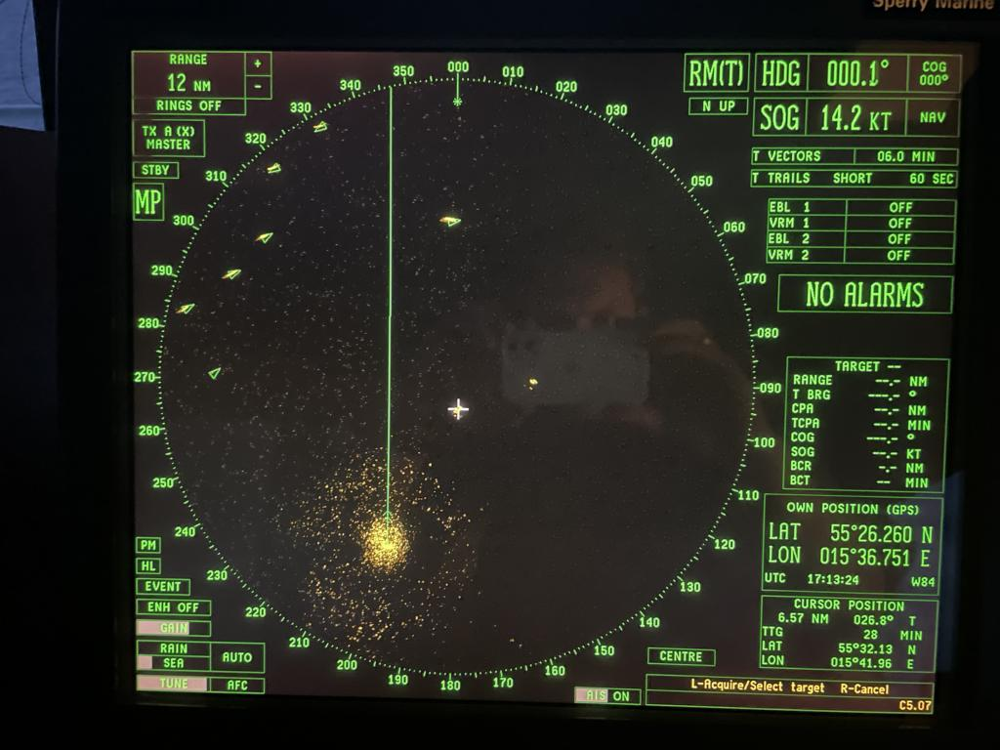 Sperry Marine
RANGE
+
12 NM
-
RINGS OFF
TX A (X)
MASTER
STBY
MP
RM(T)
N UP
HDG 000.1°
COG
000°
SOG 14.2 KT
NAV
T VECTORS 06.0 MIN
T TRAILS SHORT 60 SEC
EBL 1 OFF
VRM 1 OFF
EBL 2 OFF
VRM 2 OFF
NO ALARMS
TARGET --
RANGE --.- NM
T BRG ---.- °
CPA --.- NM
TCPA --.- MIN
COG ---.- °
SOG --.- KT
BCR -.- NM
BCT -- MIN
OWN POSITION (GPS)
LAT 55°26.260 N
LON 015°36.751 E
UTC 17:13:24 W84
CURSOR POSITION
6.57 NM 026.8° T
TTG 28 MIN
LAT 55°32.13 N
LON 015°41.96 E
000
010
020
030
040
050
060
070
080
090
100
110
120
130
140
150
160
170
180
190
200
210
220
230
240
250
260
270
280
290
300
310
320
330
340
350
PM
HL
EVENT
ENH OFF
GAIN
RAIN
SEA
AUTO
TUNE
AFC
CENTRE
AIS ON
L-Acquire/Select target R-Cancel
C5.07